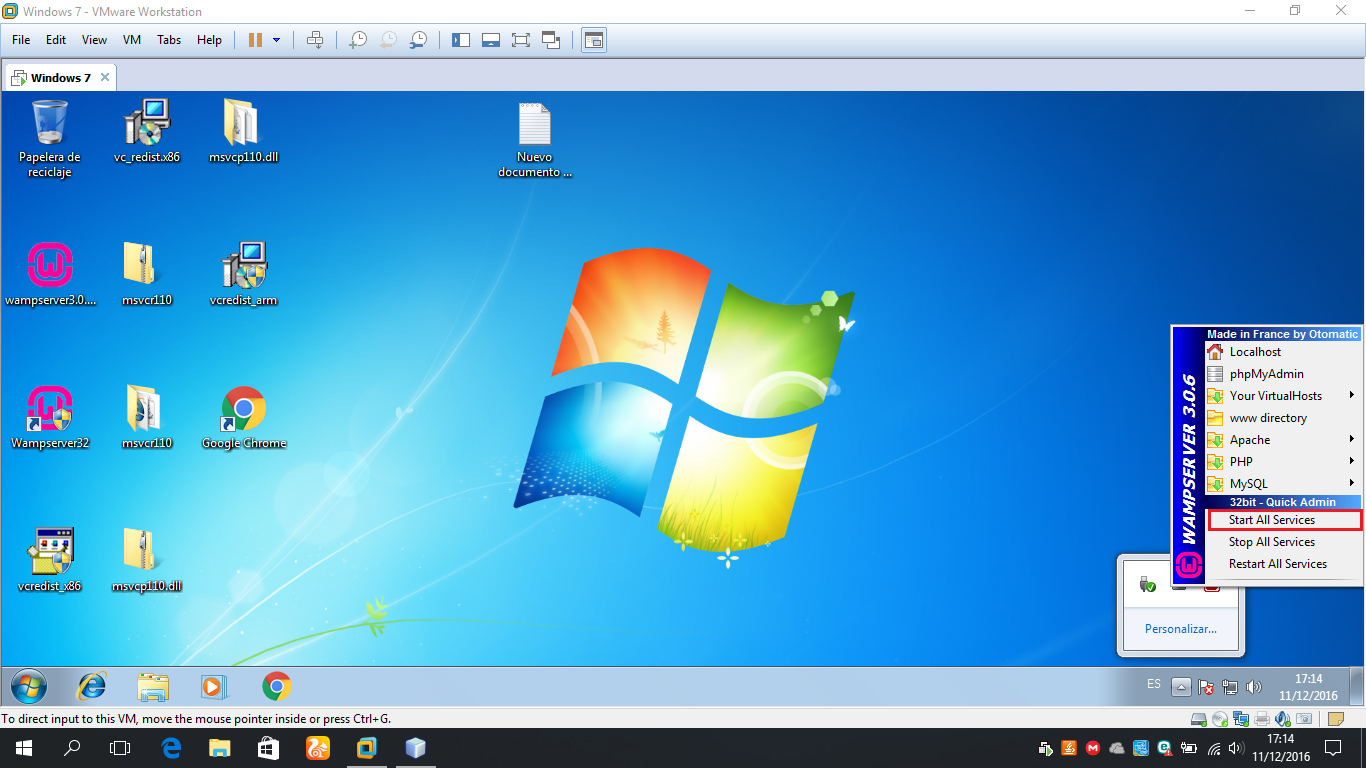 Windows 7 - VMware Workstation
File Edit View VM Tabs Help
Windows 7
Papelera de
reciclaje
vc_redist.x86
msvcp110.dll
Nuevo
documento ...
wampserver3.0....
msvcr110
vcredist_arm
Wampserver32
msvcr110
Google Chrome
vcredist_x86
msvcp110.dll
WAMPSERVER 3.0.6
Made in France by Otomatic
Localhost
phpMyAdmin
Your VirtualHosts
www directory
Apache
PHP
MySQL
32bit - Quick Admin
Start All Services
Stop All Services
Restart All Services
Personalizar...
ES
17:14
11/12/2016
To direct input to this VM, move the mouse pointer inside or press Ctrl+G.
17:14
11/12/2016